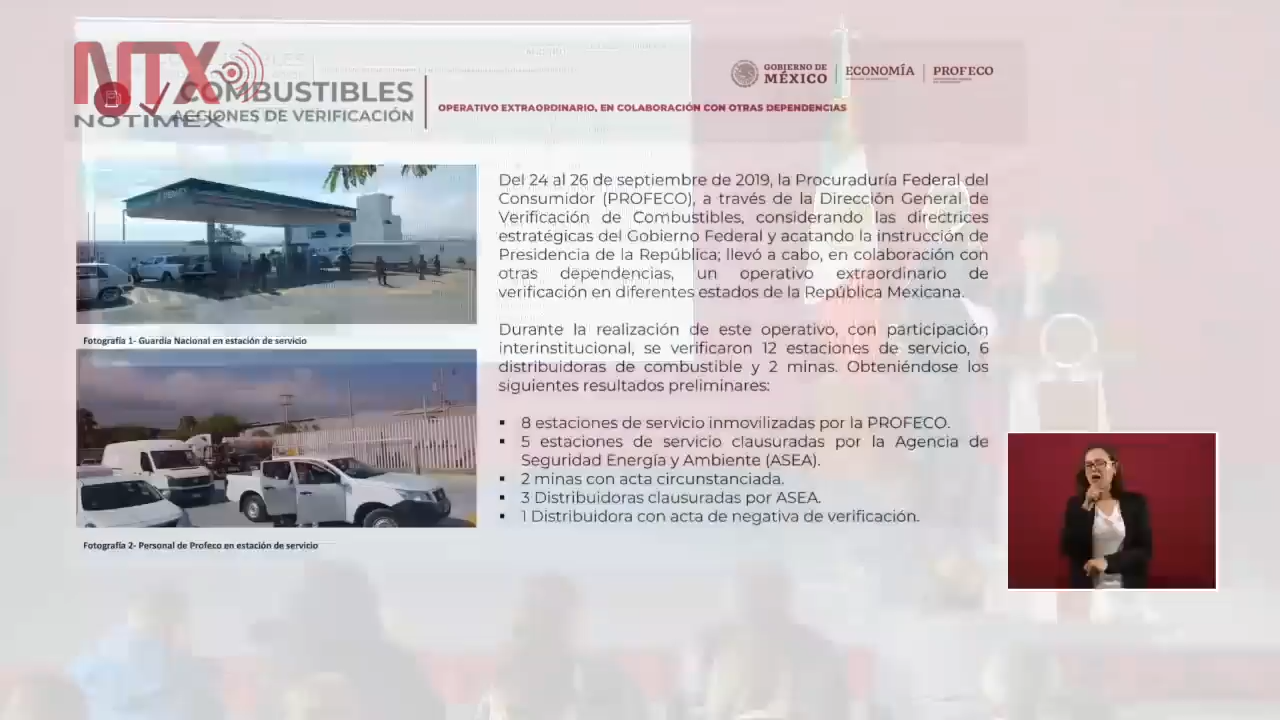 NTX
NOTIMEX
COMBUSTIBLES
ACCIONES DE VERIFICACIÓN
OPERATIVO EXTRAORDINARIO, EN COLABORACIÓN CON OTRAS DEPENDENCIAS
GOBIERNO DE MÉXICO
ECONOMÍA
PROFECO
Del 24 al 26 de septiembre de 2019, la Procuraduría Federal del
Consumidor (PROFECO), a través de la Dirección General de
Verificación de Combustibles, considerando las directrices
estratégicas del Gobierno Federal y acatando la instrucción de
Presidencia de la República; llevó a cabo, en colaboración con
otras dependencias, un operativo extraordinario de
verificación en diferentes estados de la República Mexicana.
Durante la realización de este operativo, con participación
interinstitucional, se verificaron 12 estaciones de servicio, 6
distribuidoras de combustible y 2 minas. Obteniéndose los
siguientes resultados preliminares:
▪ 8 estaciones de servicio inmovilizadas por la PROFECO.
▪ 5 estaciones de servicio clausuradas por la Agencia de
Seguridad Energía y Ambiente (ASEA).
▪ 2 minas con acta circunstanciada.
▪ 3 Distribuidoras clausuradas por ASEA.
▪ 1 Distribuidora con acta de negativa de verificación.
Fotografía 1- Guardia Nacional en estación de servicio
Fotografía 2- Personal de Profeco en estación de servicio